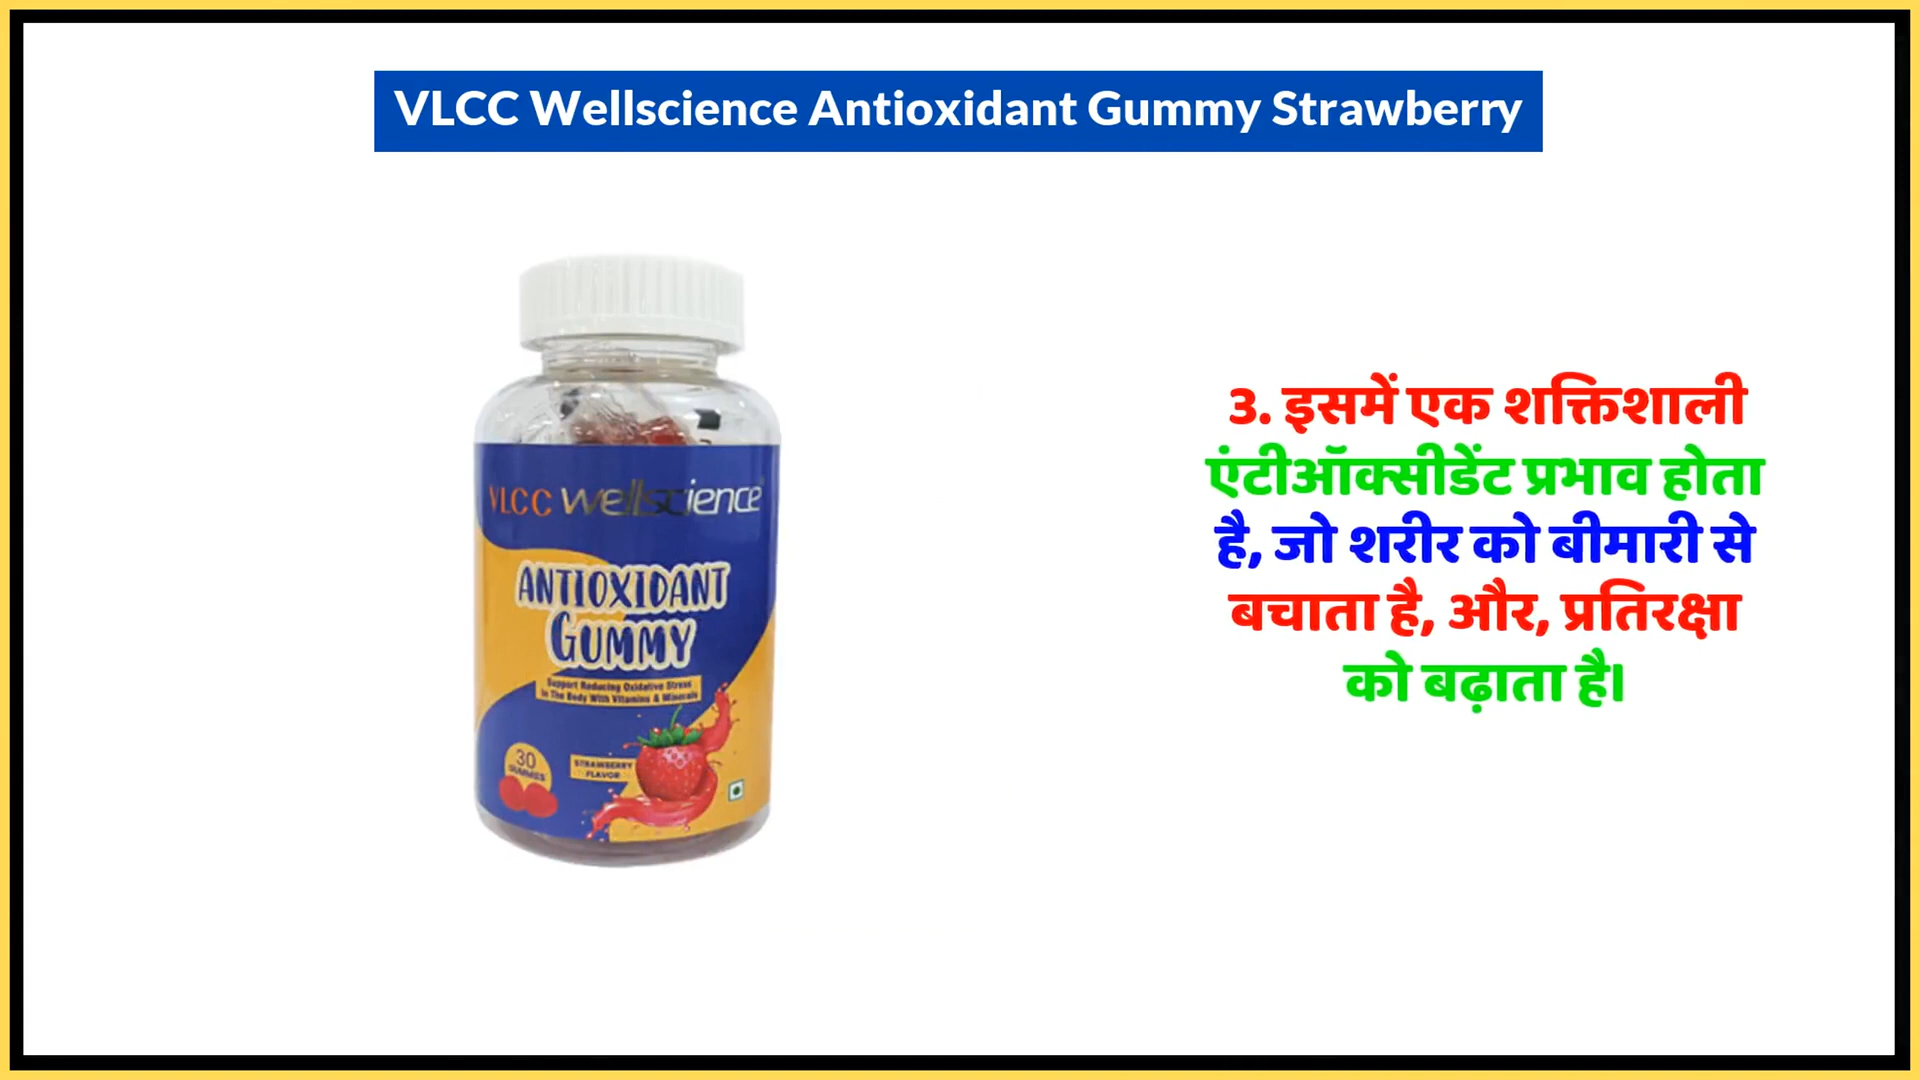 VLCC Wellscience Antioxidant Gummy Strawberry
VLCC wellscience
ANTIOXIDANT
GUMMY
Support Reducing Oxidative Stress
In The Body With Vitamins & Minerals
30
GUMMIES
STRAWBERRY
FLAVOR
3. इसमें एक शक्तिशाली
एंटीऑक्सीडेंट प्रभाव होता
है, जो शरीर को बीमारी से
बचाता है, और, प्रतिरक्षा
को बढ़ाता है।